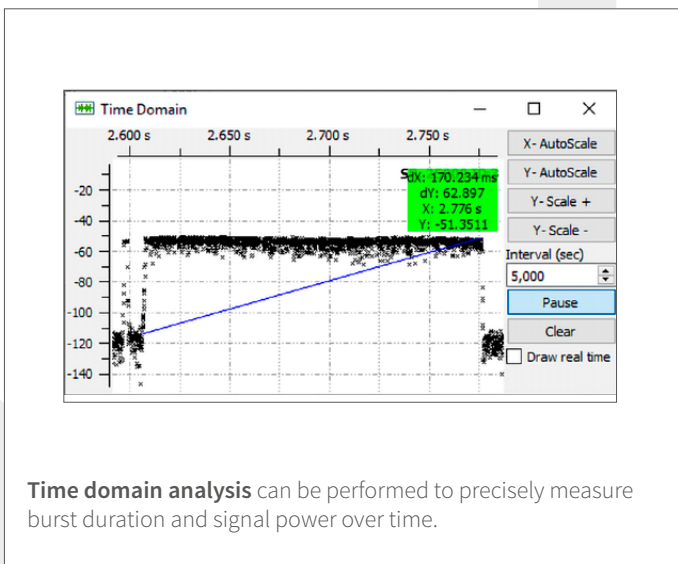 Time Domain
2.600 s 2.650 s 2.700 s 2.750 s
X- AutoScale
S
dX: 170.234 ms
dY: 62.897
X: 2.776 s
Y: -51.3511
Y- AutoScale
Y- Scale +
Y- Scale -
-20
-40
-60
-80
-100
-120
-140
Interval (sec)
5,000
Pause
Clear
Draw real time
Time domain analysis can be performed to precisely measure
burst duration and signal power over time.